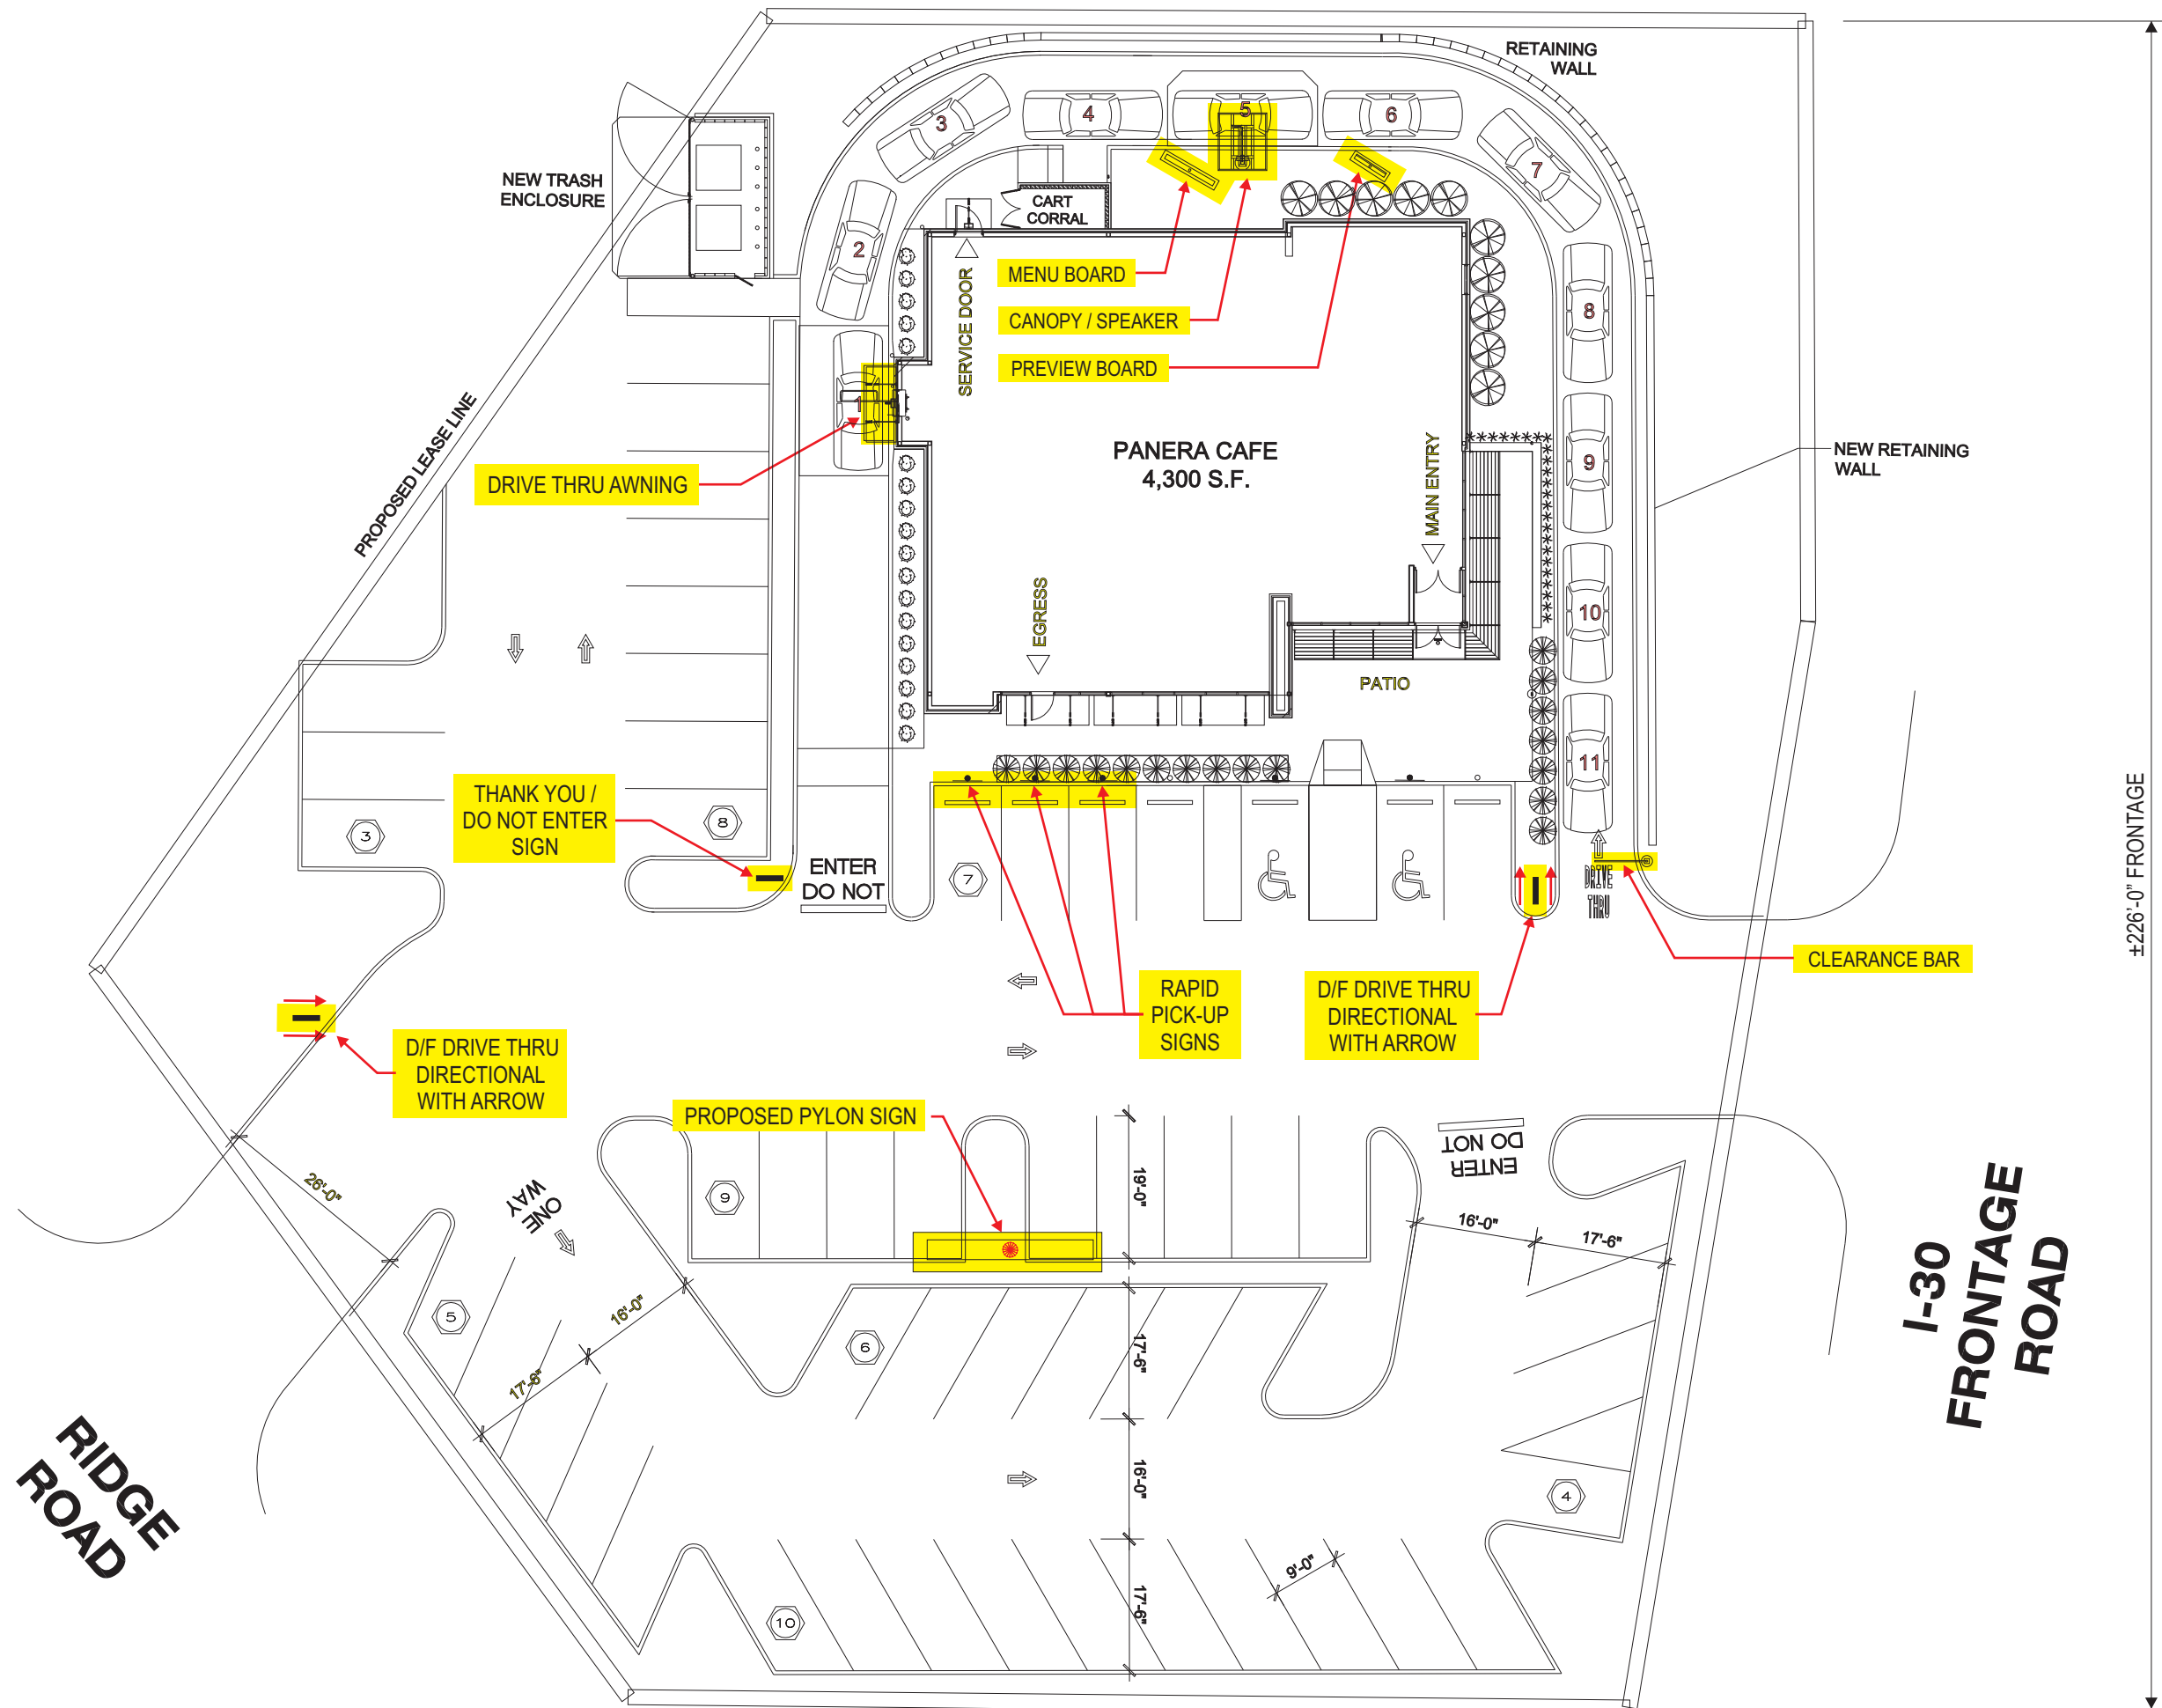 RETAINING
WALL
3
4
5
6
7
2
8
1
9
10
11
NEW TRASH
ENCLOSURE
CART
CORRAL
SERVICE DOOR
MENU BOARD
CANOPY / SPEAKER
PREVIEW BOARD
PROPOSED LEASE LINE
DRIVE THRU AWNING
PANERA CAFE
4,300 S.F.
MAIN ENTRY
NEW RETAINING
WALL
EGRESS
PATIO
THANK YOU /
DO NOT ENTER
SIGN
3
8
7
ENTER
DO NOT
DRIVE
THRU
±226'-0" FRONTAGE
CLEARANCE BAR
RAPID
PICK-UP
SIGNS
D/F DRIVE THRU
DIRECTIONAL
WITH ARROW
D/F DRIVE THRU
DIRECTIONAL
WITH ARROW
PROPOSED PYLON SIGN
26'-0"
ONE
WAY
9
19'-0"
DO NOT
ENTER
16'-0"
17'-6"
5
16'-0"
17'-6"
6
17'-6"
16'-0"
4
9'-0"
17'-6"
10
RIDGE
ROAD
I-30
FRONTAGE
ROAD